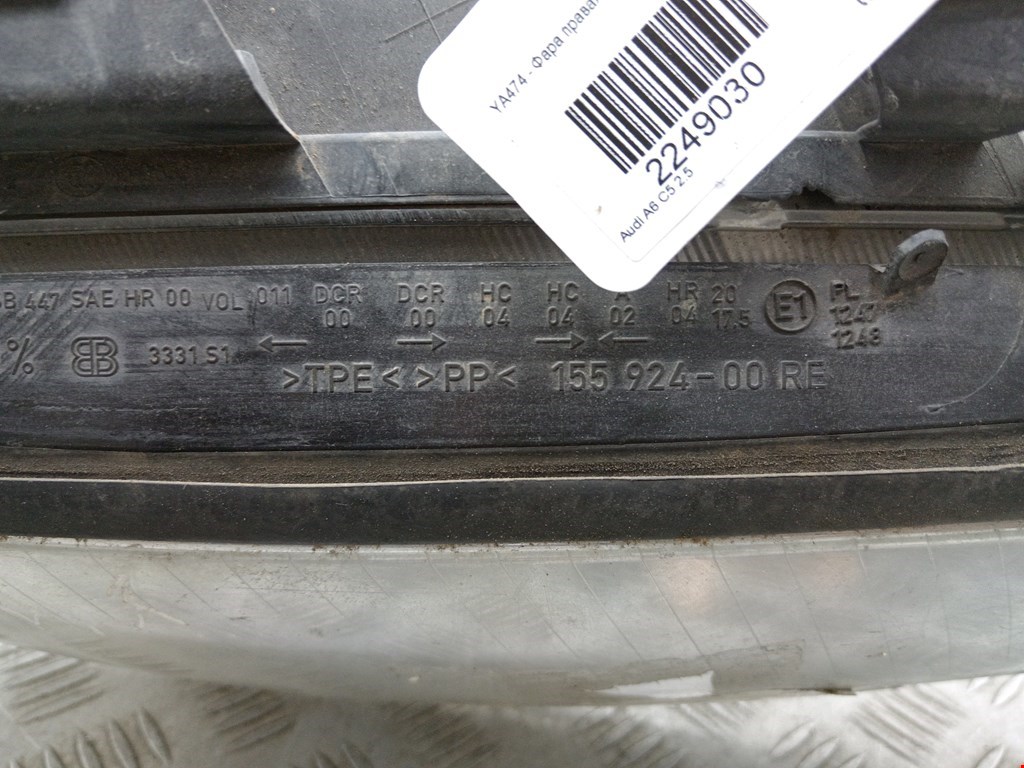 YA474 - Фара правая
2249030
Audi A6 C5 2.5
447 SAE HR 00 VOL 011 DCR DCR HC HC A HR 20 E1 PL
00 00 04 04 02 04 17.5 1247
1248
% 3331 S1
>TPE< >PP< 155 924-00 RE